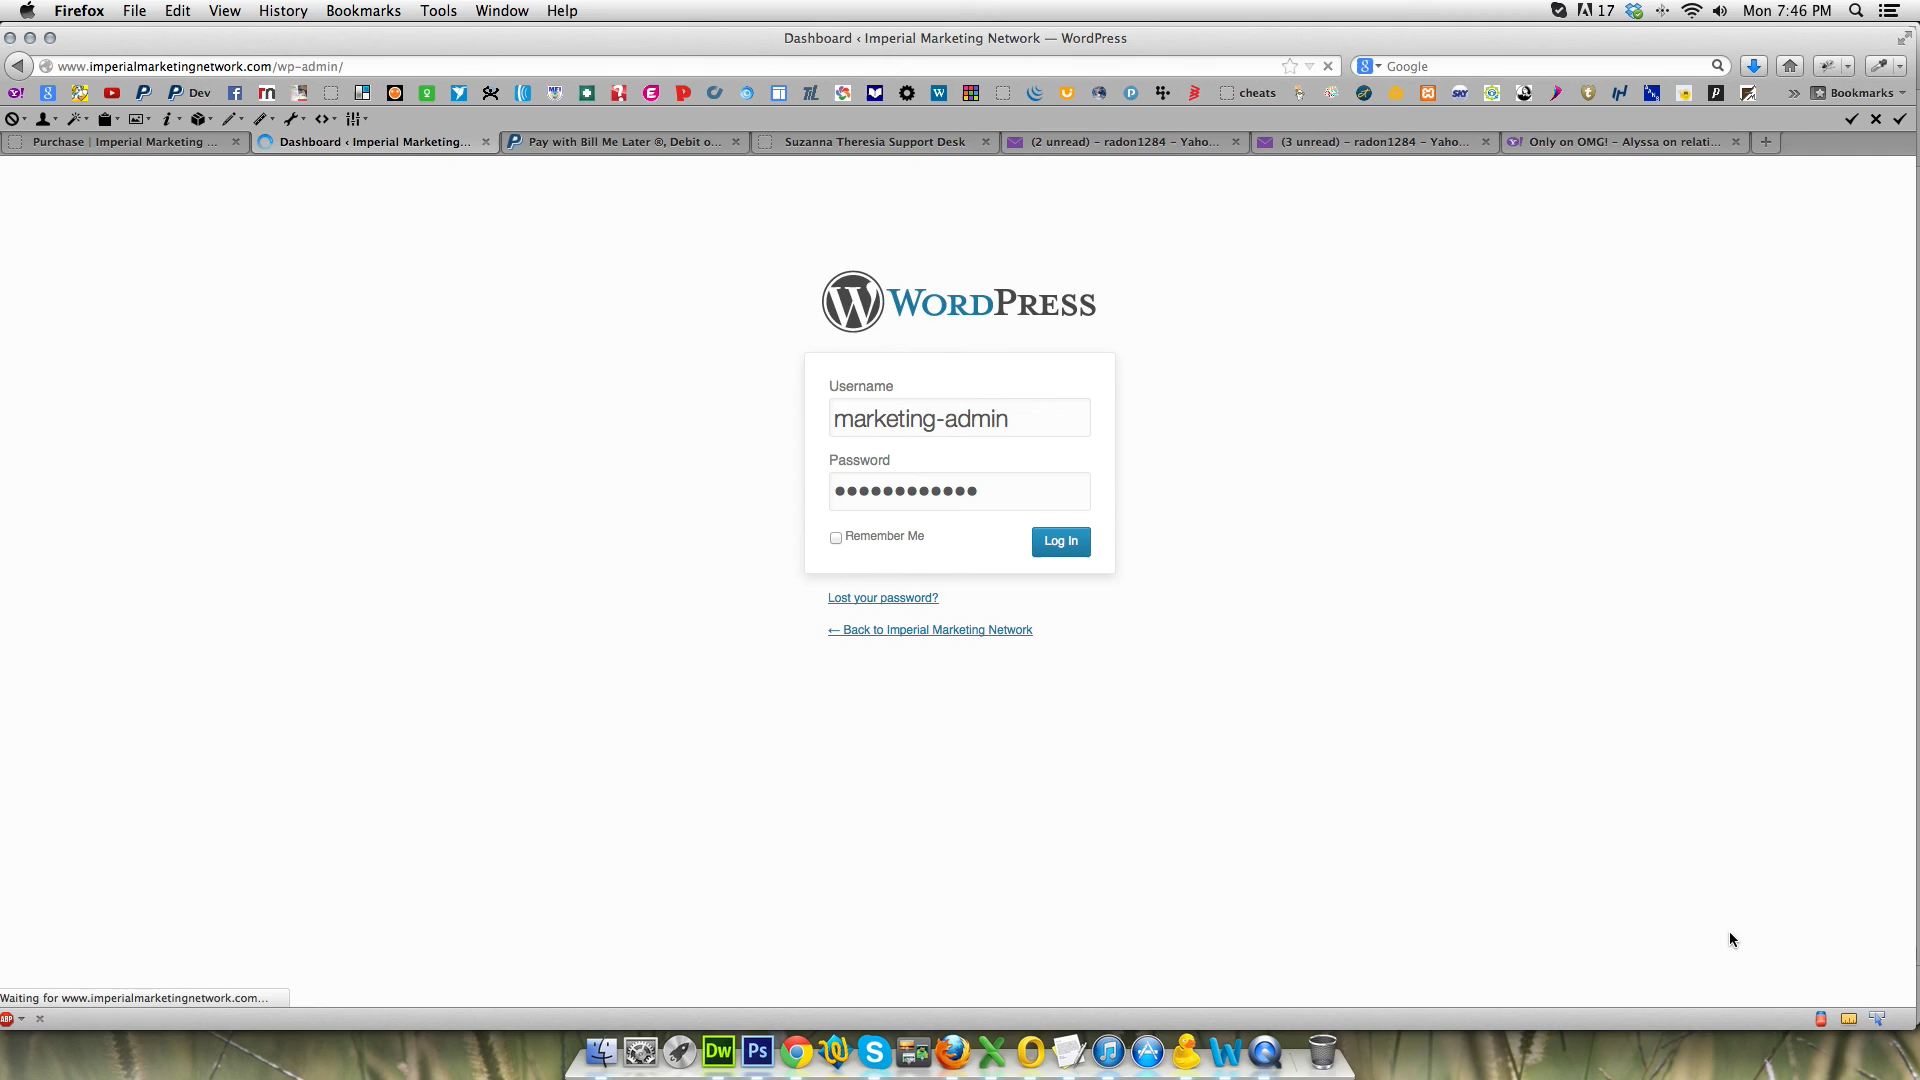 Firefox File Edit View History Bookmarks Tools Window Help 17 Mon 7:46 PM
Dashboard ‹ Imperial Marketing Network — WordPress
www.imperialmarketingnetwork.com/wp-admin/ Google
Dev cheats Bookmarks
Purchase | Imperial Marketing ... Dashboard ‹ Imperial Marketing... Pay with Bill Me Later ®, Debit o... Suzanna Theresia Support Desk (2 unread) – radon1284 – Yaho... (3 unread) – radon1284 – Yaho... Only on OMG! – Alyssa on relati...
WORDPRESS
Username
marketing-admin
Password
●●●●●●●●●●●●
Remember Me Log In
Lost your password?
← Back to Imperial Marketing Network
Waiting for www.imperialmarketingnetwork.com...
ABP
Dw Ps